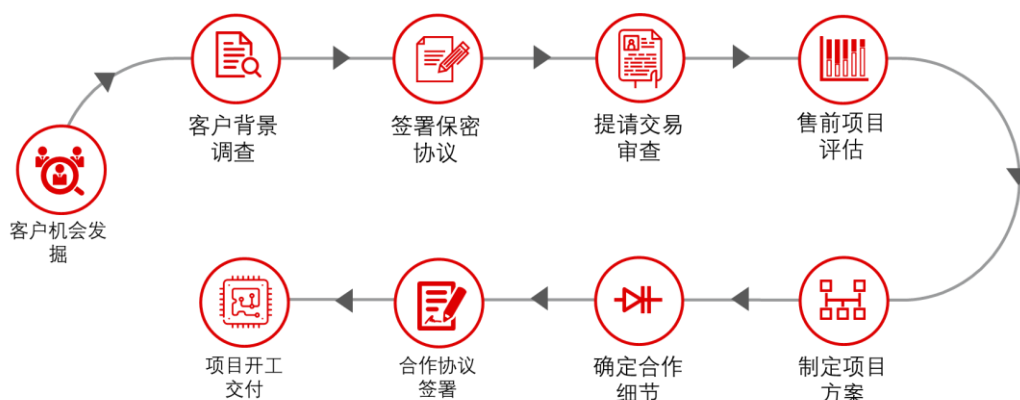 客户机会发
掘
客户背景
调查
签署保密
协议
提请交易
审查
售前项目
评估
制定项目
方案
确定合作
细节
合作协议
签署
项目开工
交付